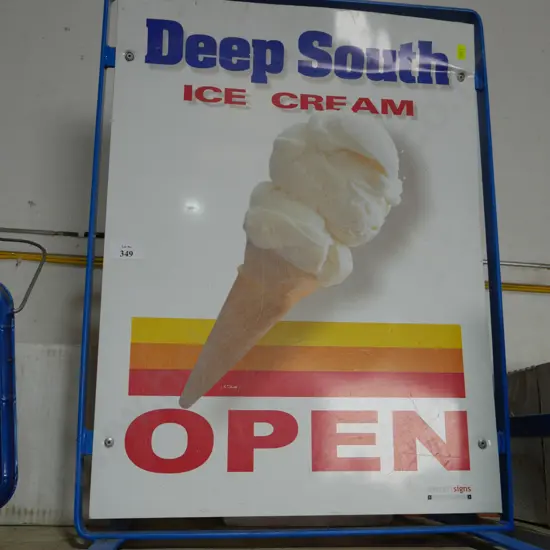 Deep South
ICE CREAM
349
OPEN
signs